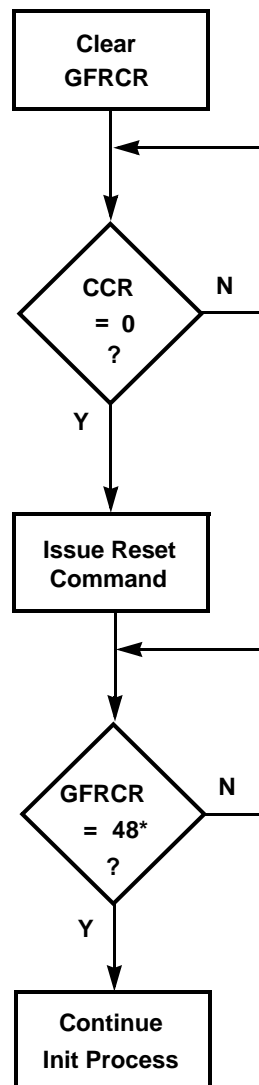 Clear
GFRCR
CCR
= 0
?
N
Y
Issue Reset
Command
GFRCR
= 48*
?
N
Y
Continue
Init Process